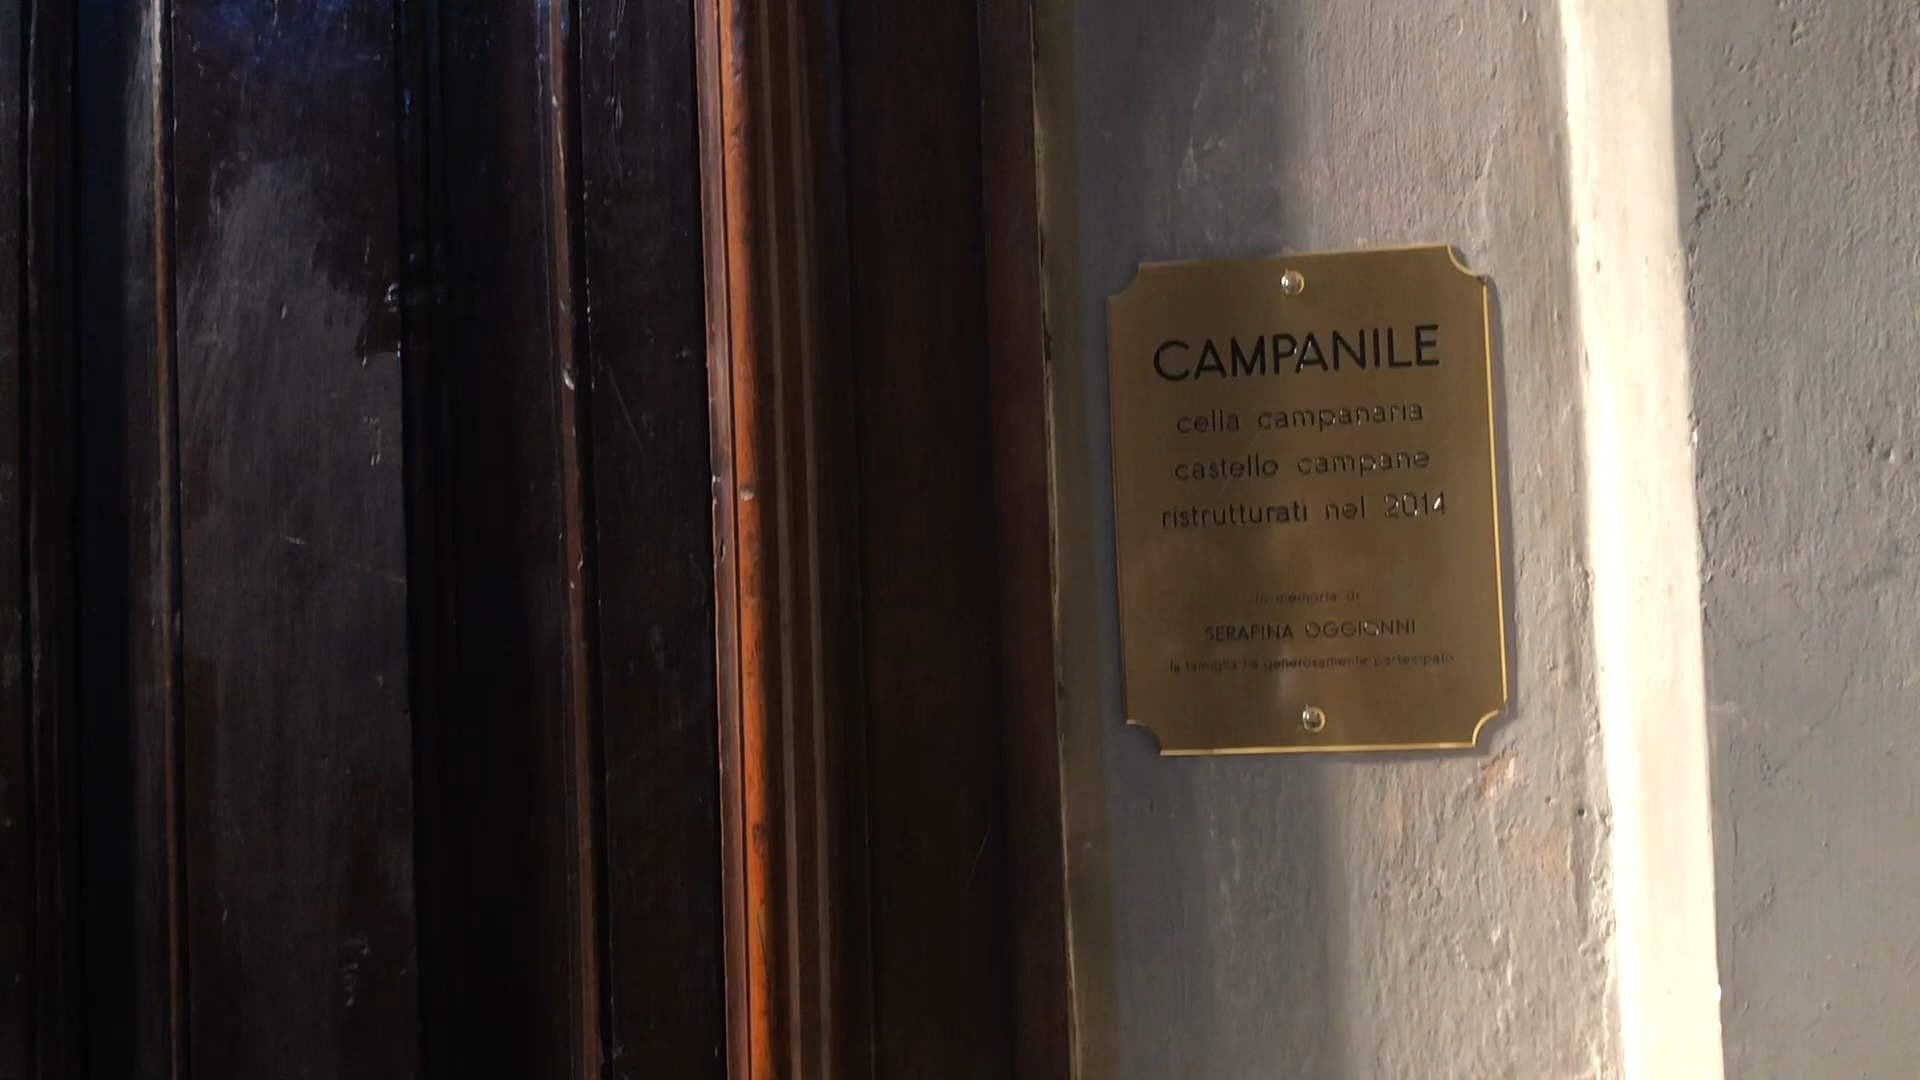 CAMPANILE
cella campanaria
castello campane
ristrutturati nel 2014
in memoria di
SERAFINA OGGIONNI
la famiglia ha generosamente partecipato